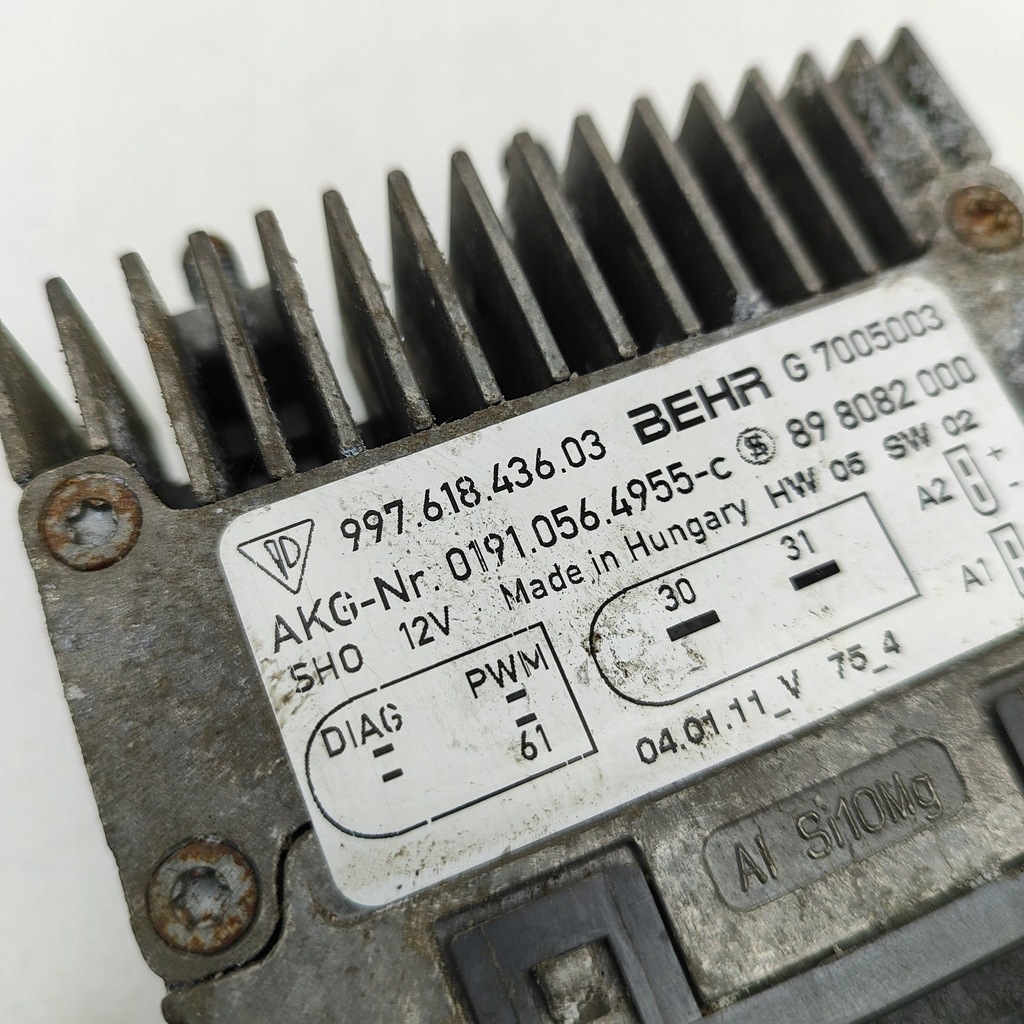 997.618.436.03 BEHR G 7005003
AKG-Nr. 0191.056.4955-C 89 8082 000
SHO 12V Made in Hungary HW 05 SW 02
DIAG PWM 61
30 31
A2 + -
A1
04.01.11_V 75_4
Al Si10Mg